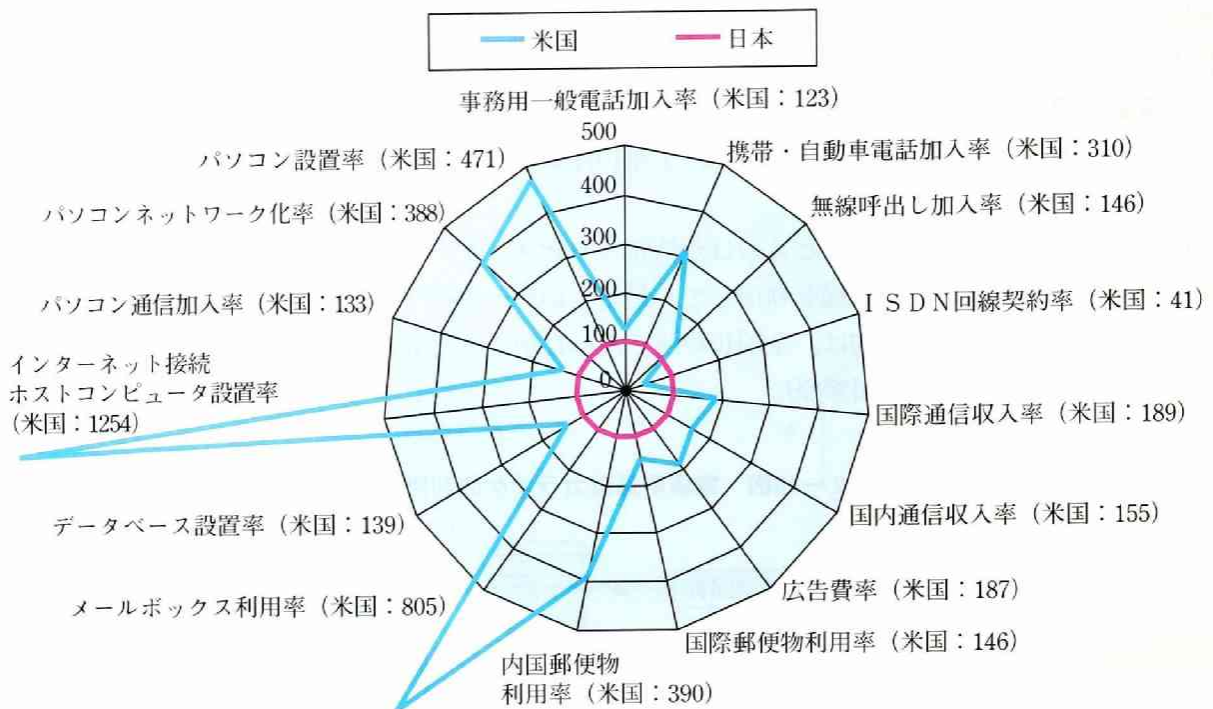 米国 日本
事務用一般電話加入率（米国：123）
500
400
300
200
100
0
携帯・自動車電話加入率（米国：310）
無線呼出し加入率（米国：146）
ＩＳＤＮ回線契約率（米国：41）
国際通信収入率（米国：189）
国内通信収入率（米国：155）
広告費率（米国：187）
国際郵便物利用率（米国：146）
内国郵便物
利用率（米国：390）
メールボックス利用率（米国：805）
データベース設置率（米国：139）
インターネット接続
ホストコンピュータ設置率
（米国：1254）
パソコン通信加入率（米国：133）
パソコンネットワーク化率（米国：388）
パソコン設置率（米国：471）